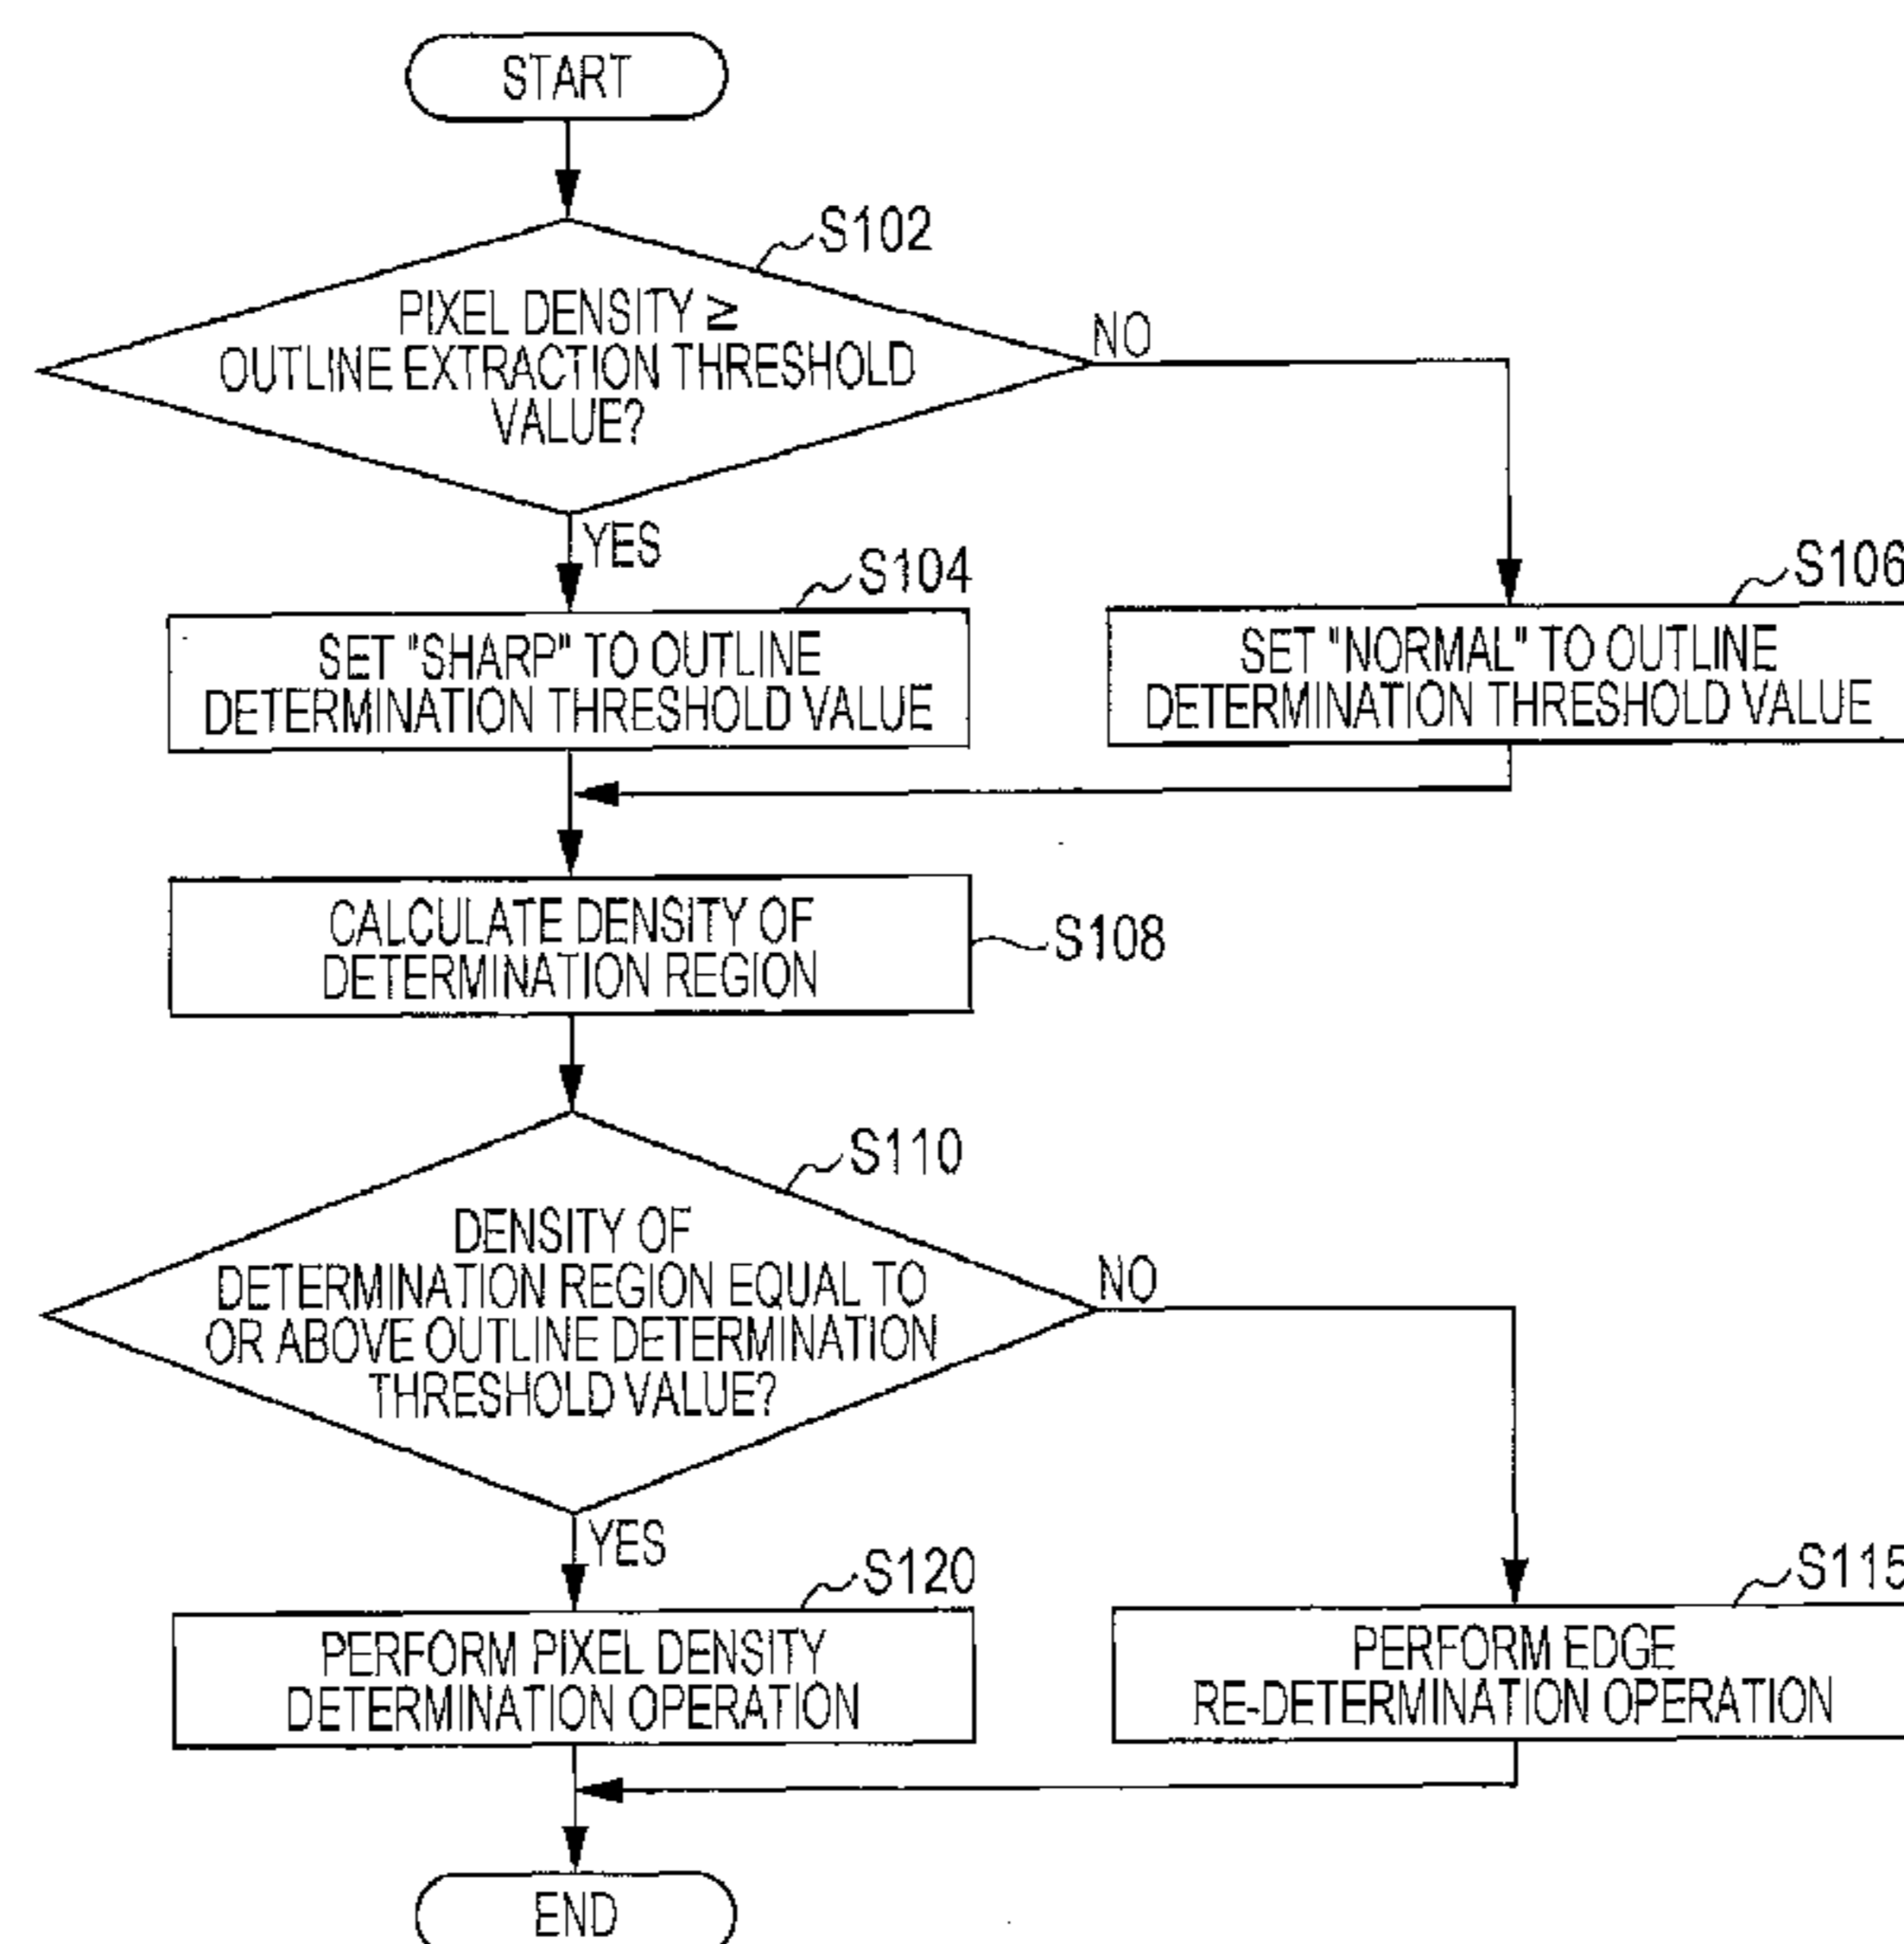 START
S102
PIXEL DENSITY ≥
OUTLINE EXTRACTION THRESHOLD
VALUE?
NO
YES
S104
S106
SET "SHARP" TO OUTLINE
DETERMINATION THRESHOLD VALUE
SET "NORMAL" TO OUTLINE
DETERMINATION THRESHOLD VALUE
CALCULATE DENSITY OF
DETERMINATION REGION
S108
S110
DENSITY OF
DETERMINATION REGION EQUAL TO
OR ABOVE OUTLINE DETERMINATION
THRESHOLD VALUE?
NO
YES
S120
S115
PERFORM PIXEL DENSITY
DETERMINATION OPERATION
PERFORM EDGE
RE-DETERMINATION OPERATION
END